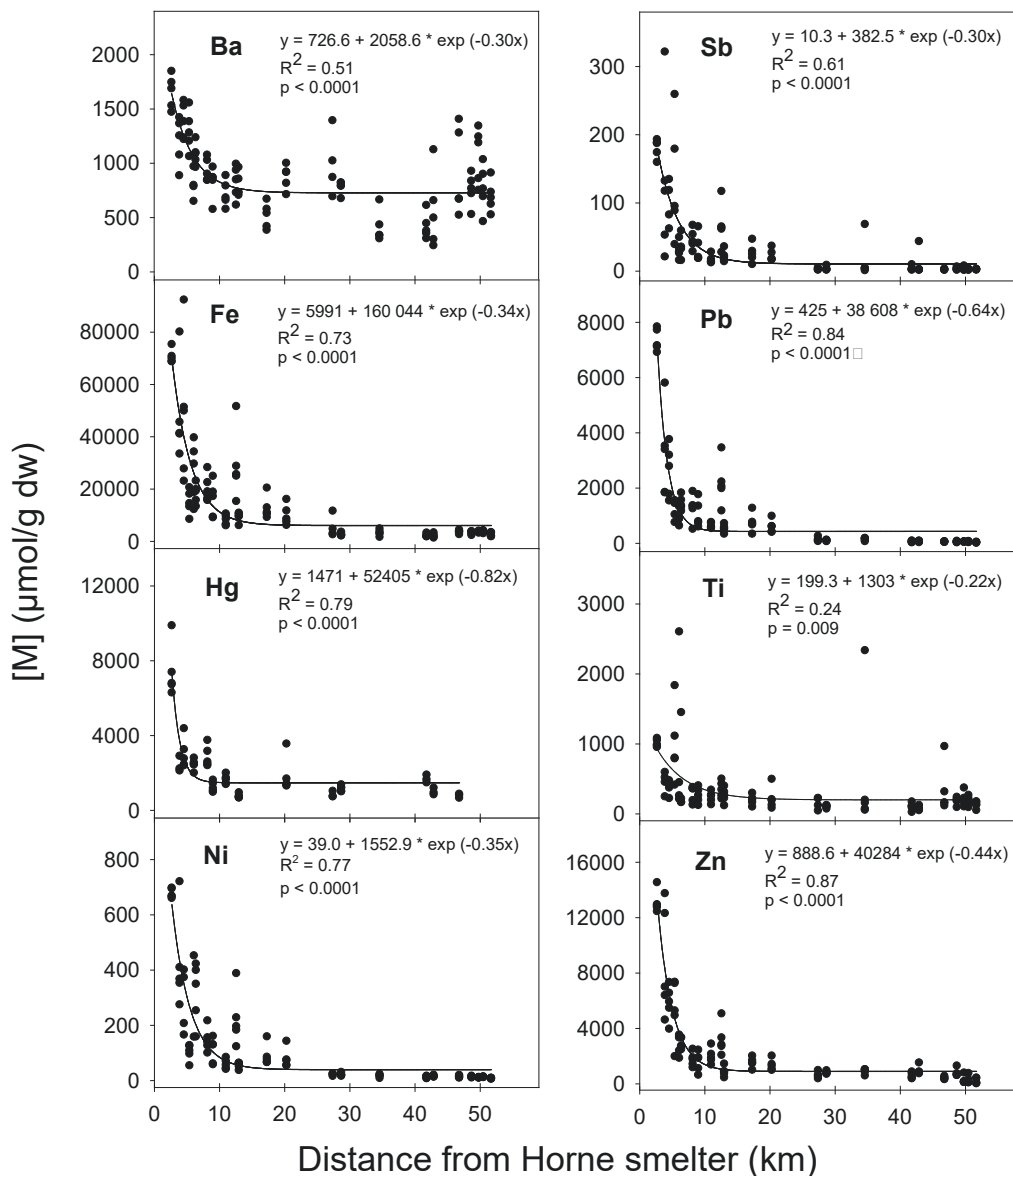 Ba
y = 726.6 + 2058.6 * exp (-0.30x)
R2 = 0.51
p < 0.0001
2000
1500
1000
500
0
Sb
y = 10.3 + 382.5 * exp (-0.30x)
R2 = 0.61
p < 0.0001
300
200
100
0
Fe
y = 5991 + 160 044 * exp (-0.34x)
R2 = 0.73
p < 0.0001
80000
60000
40000
20000
0
Pb
y = 425 + 38 608 * exp (-0.64x)
R2 = 0.84
p < 0.0001□
8000
6000
4000
2000
0
Hg
y = 1471 + 52405 * exp (-0.82x)
R2 = 0.79
p < 0.0001
12000
8000
4000
0
Ti
y = 199.3 + 1303 * exp (-0.22x)
R2 = 0.24
p = 0.009
3000
2000
1000
0
Ni
y = 39.0 + 1552.9 * exp (-0.35x)
R2 = 0.77
p < 0.0001
800
600
400
200
0
Zn
y = 888.6 + 40284 * exp (-0.44x)
R2 = 0.87
p < 0.0001
16000
12000
8000
4000
0
0 10 20 30 40 50
0 10 20 30 40 50
[M] (µmol/g dw)
Distance from Horne smelter (km)